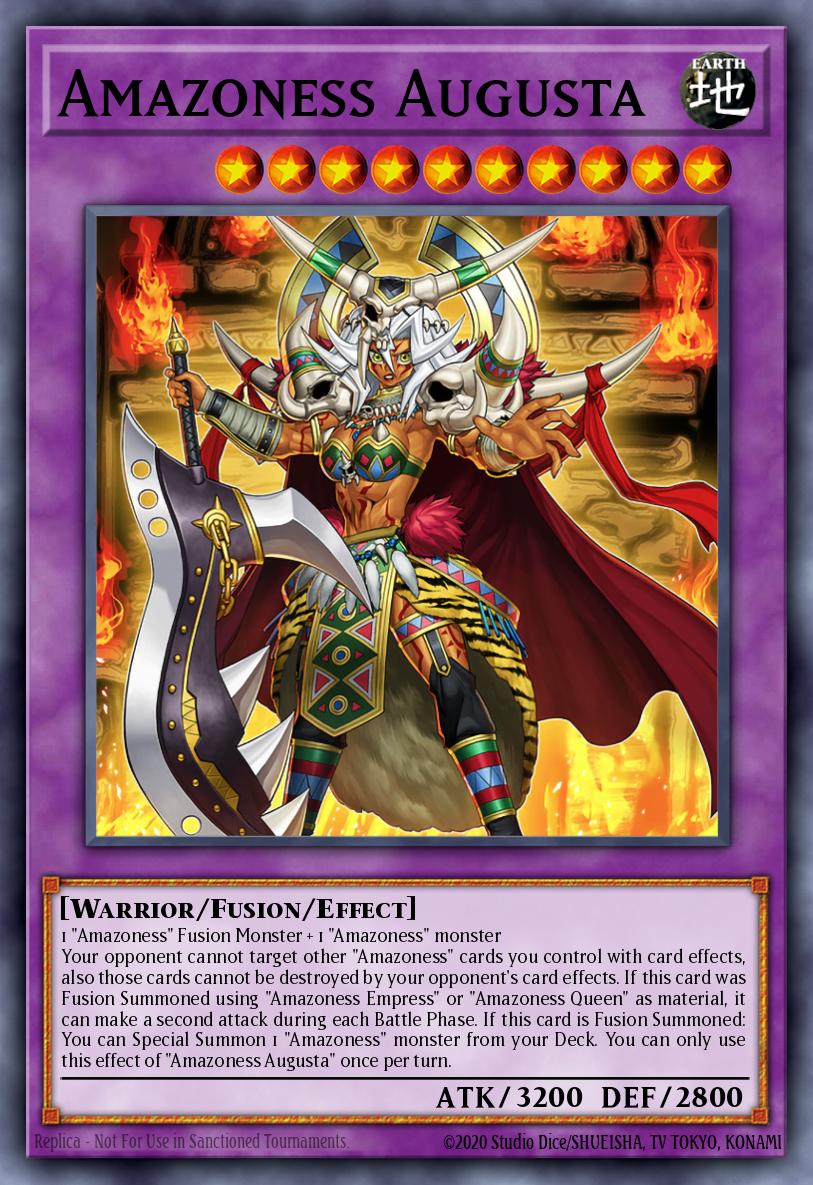 Amazoness Augusta
EARTH
地
[Warrior/Fusion/Effect]
1 "Amazoness" Fusion Monster + 1 "Amazoness" monster
Your opponent cannot target other "Amazoness" cards you control with card effects,
also those cards cannot be destroyed by your opponent's card effects. If this card was
Fusion Summoned using "Amazoness Empress" or "Amazoness Queen" as material, it
can make a second attack during each Battle Phase. If this card is Fusion Summoned:
You can Special Summon 1 "Amazoness" monster from your Deck. You can only use
this effect of "Amazoness Augusta" once per turn.
ATK/3200 DEF/2800
Replica - Not For Use in Sanctioned Tournaments.
©2020 Studio Dice/SHUEISHA, TV TOKYO, KONAMI